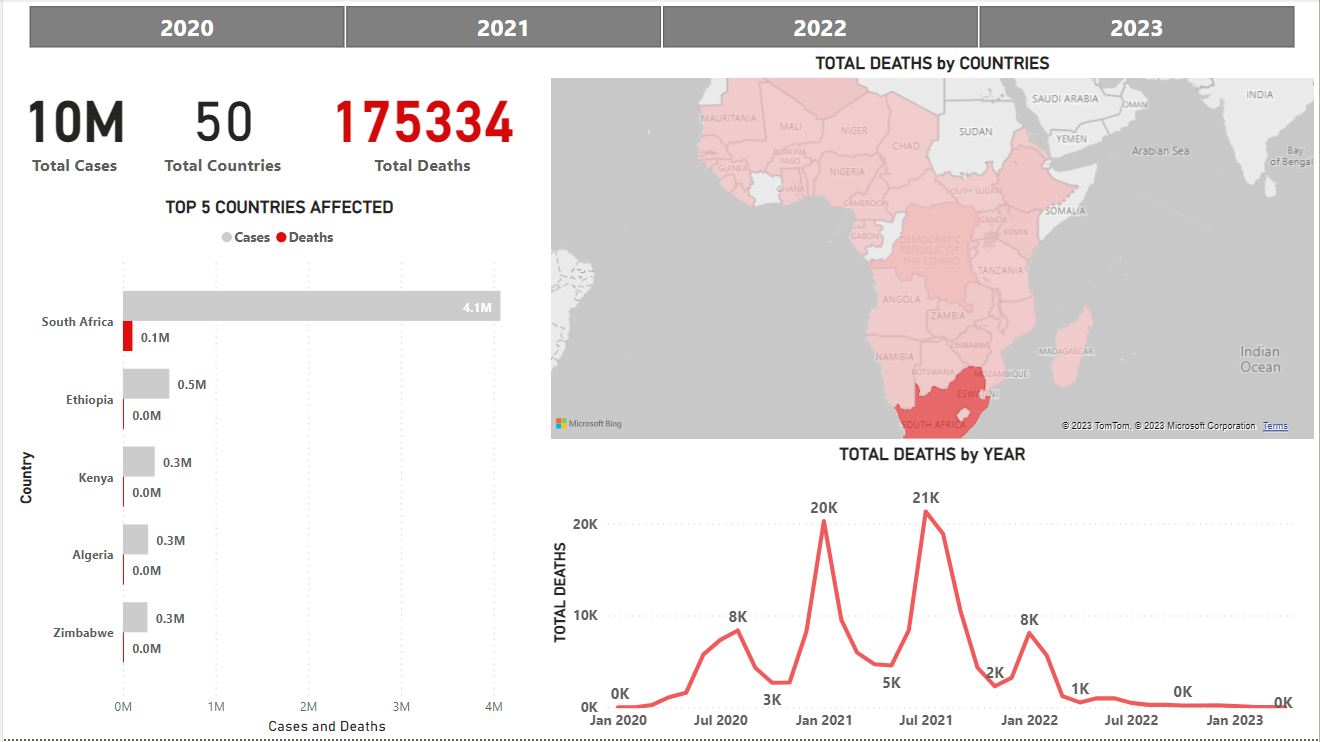 2020 2021 2022 2023
10M 50 175334
Total Cases Total Countries Total Deaths
TOP 5 COUNTRIES AFFECTED
Cases Deaths
Country
South Africa
4.1M
0.1M
Ethiopia
0.5M
0.0M
Kenya
0.3M
0.0M
Algeria
0.3M
0.0M
Zimbabwe
0.3M
0.0M
0M 1M 2M 3M 4M
Cases and Deaths
TOTAL DEATHS by COUNTRIES
INDIA
SAUDI ARABIA
OMAN
MAURITANIA
MALI
NIGER
SUDAN
YEMEN
CHAD
Arabian Sea
Bay
of Bengal
BURKINA
FASO
GUINEA
NIGERIA
GHANA
SOUTH SUDAN
CAMEROON
SOMALIA
UGANDA
KENYA
GABON
DEMOCRATIC
REPUBLIC OF
THE CONGO
TANZANIA
ANGOLA
ZAMBIA
ZIMBABWE
MADAGASCAR
NAMIBIA
BOTSWANA
MOZAMBIQUE
Indian
Ocean
ESWATINI
SOUTH AFRICA
Microsoft Bing
© 2023 TomTom, © 2023 Microsoft Corporation Terms
TOTAL DEATHS by YEAR
TOTAL DEATHS
20K
10K
0K
0K
8K
3K
20K
5K
21K
2K
8K
1K
0K
0K
Jan 2020 Jul 2020 Jan 2021 Jul 2021 Jan 2022 Jul 2022 Jan 2023